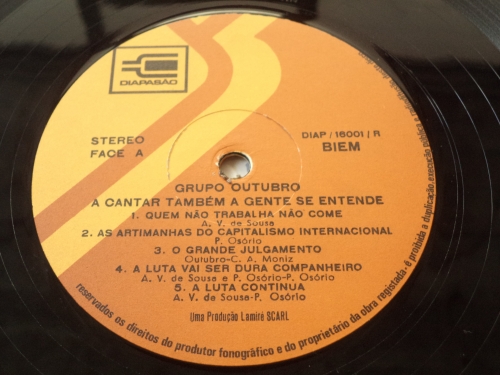 DIAPASÃO
STEREO
FACE A
DIAP/16001/R
BIEM
GRUPO OUTUBRO
A CANTAR TAMBÉM A GENTE SE ENTENDE
1. QUEM NÃO TRABALHA NÃO COME
A. V. de Sousa
2. AS ARTIMANHAS DO CAPITALISMO INTERNACIONAL
P. Osório
3. O GRANDE JULGAMENTO
Outubro-C. A. Moniz
4. A LUTA VAI SER DURA COMPANHEIRO
A. V. de Sousa e P. Osório-P. Osório
5. A LUTA CONTINUA
A. V. de Sousa-P. Osório
Uma Produção Lamiré SCARL
reservados os direitos do produtor fonográfico e do proprietário da obra registada. é proibida a duplicação, execução pública